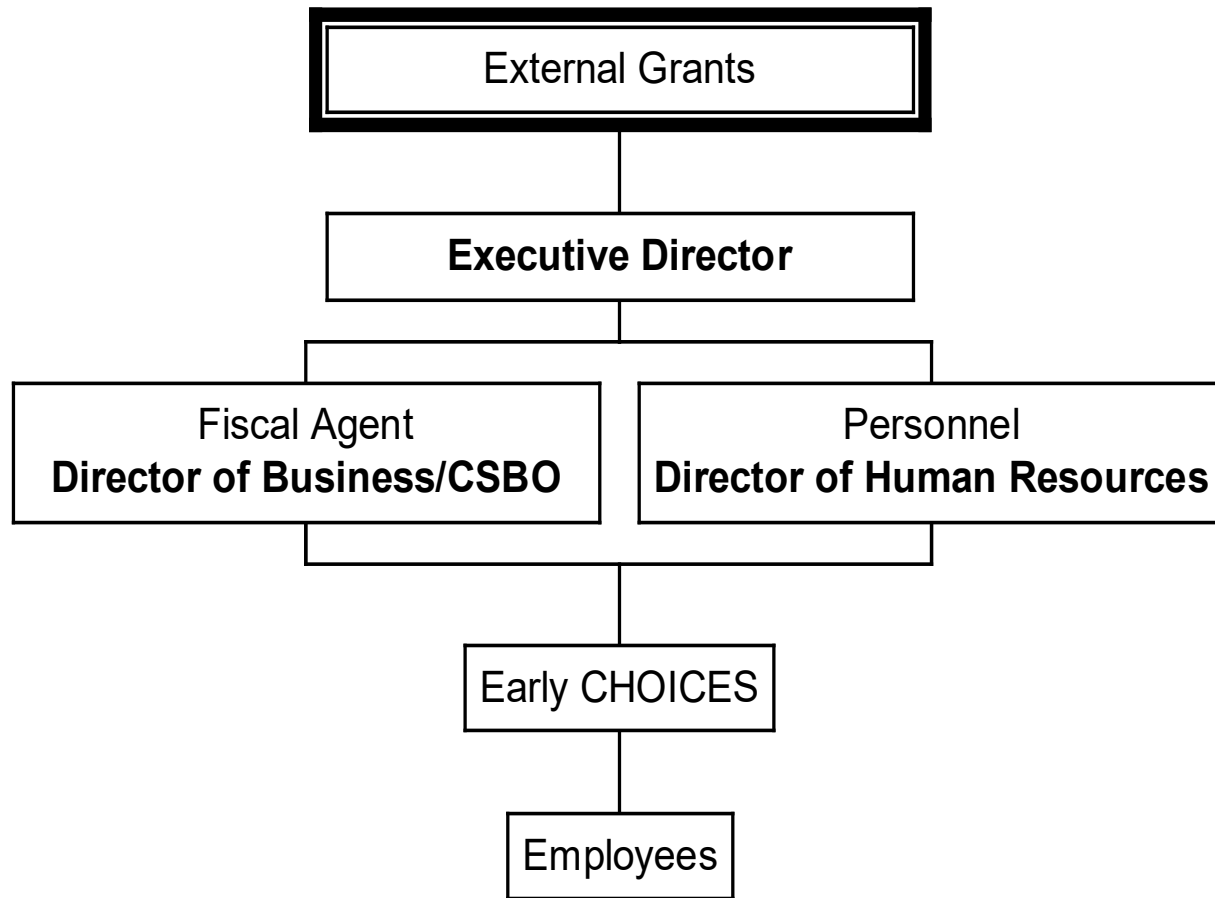 External Grants
Executive Director
Fiscal Agent
Director of Business/CSBO
Personnel
Director of Human Resources
Early CHOICES
Employees